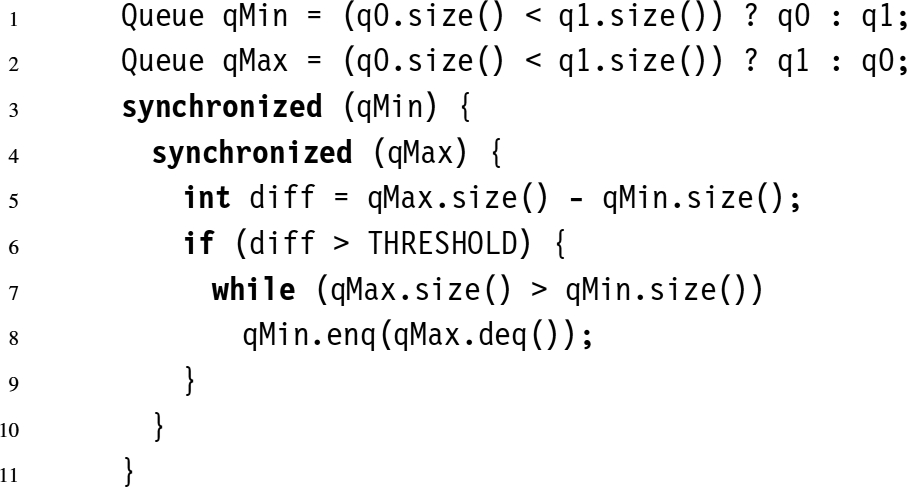 1 Queue qMin = (q0.size() < q1.size()) ? q0 : q1;
2 Queue qMax = (q0.size() < q1.size()) ? q1 : q0;
3 synchronized (qMin) {
4 synchronized (qMax) {
5 int diff = qMax.size() - qMin.size();
6 if (diff > THRESHOLD) {
7 while (qMax.size() > qMin.size())
8 qMin.enq(qMax.deq());
9 }
10 }
11 }